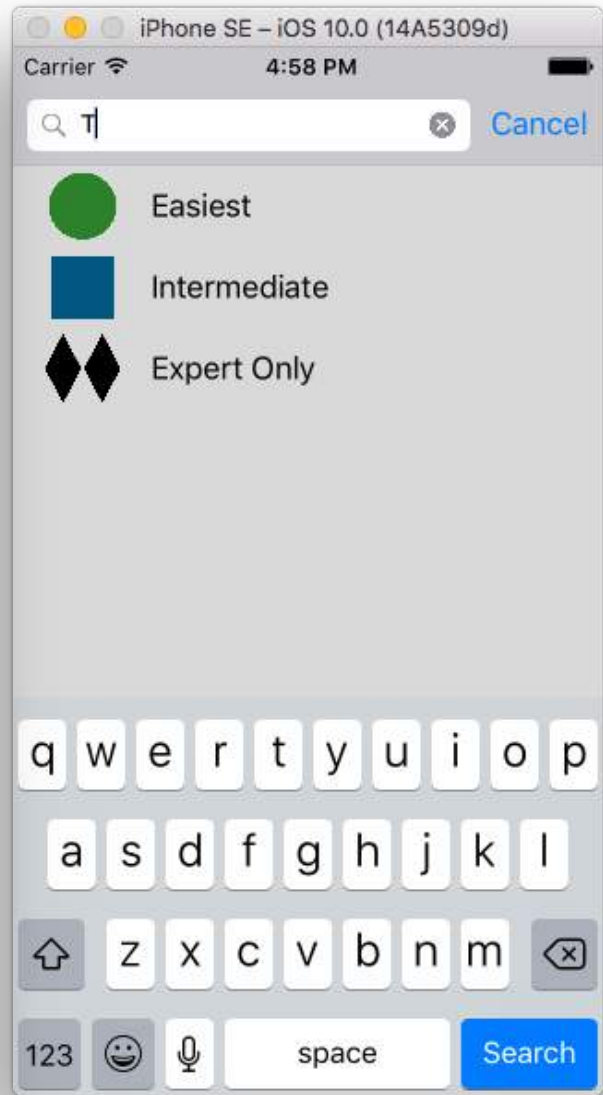 iPhone SE – iOS 10.0 (14A5309d)
Carrier 4:58 PM
T Cancel
Easiest
Intermediate
Expert Only
q w e r t y u i o p
a s d f g h j k l
z x c v b n m
123 space Search